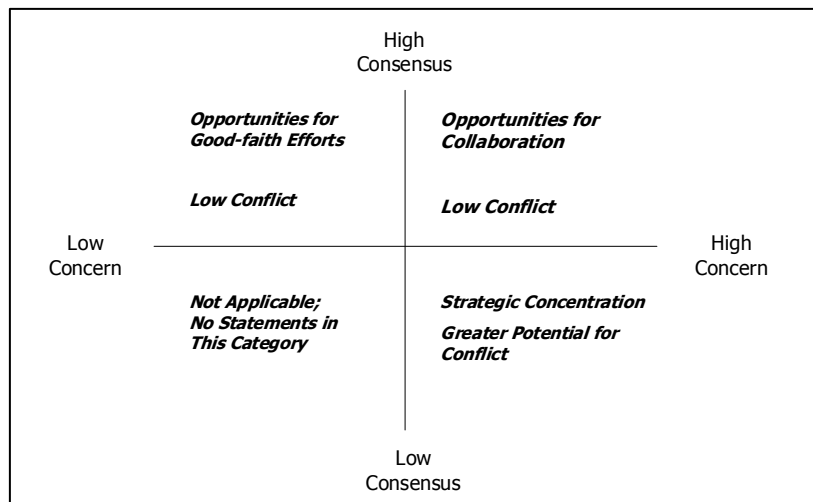 High
Consensus
Opportunities for
Good-faith Efforts
Low Conflict
Opportunities for
Collaboration
Low Conflict
Low
Concern
High
Concern
Not Applicable;
No Statements in
This Category
Strategic Concentration
Greater Potential for
Conflict
Low
Consensus